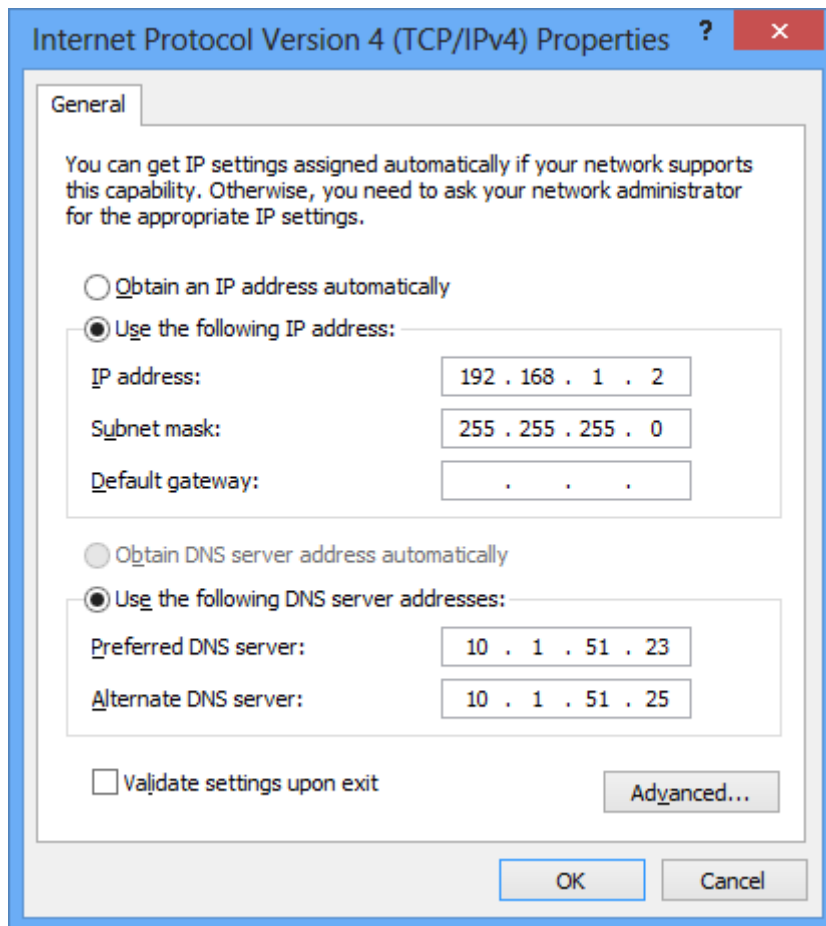 Internet Protocol Version 4 (TCP/IPv4) Properties ?
General
You can get IP settings assigned automatically if your network supports
this capability. Otherwise, you need to ask your network administrator
for the appropriate IP settings.
Obtain an IP address automatically
Use the following IP address:
IP address: 192 . 168 . 1 . 2
Subnet mask: 255 . 255 . 255 . 0
Default gateway: . . .
Obtain DNS server address automatically
Use the following DNS server addresses:
Preferred DNS server: 10 . 1 . 51 . 23
Alternate DNS server: 10 . 1 . 51 . 25
Validate settings upon exit
Advanced...
OK Cancel